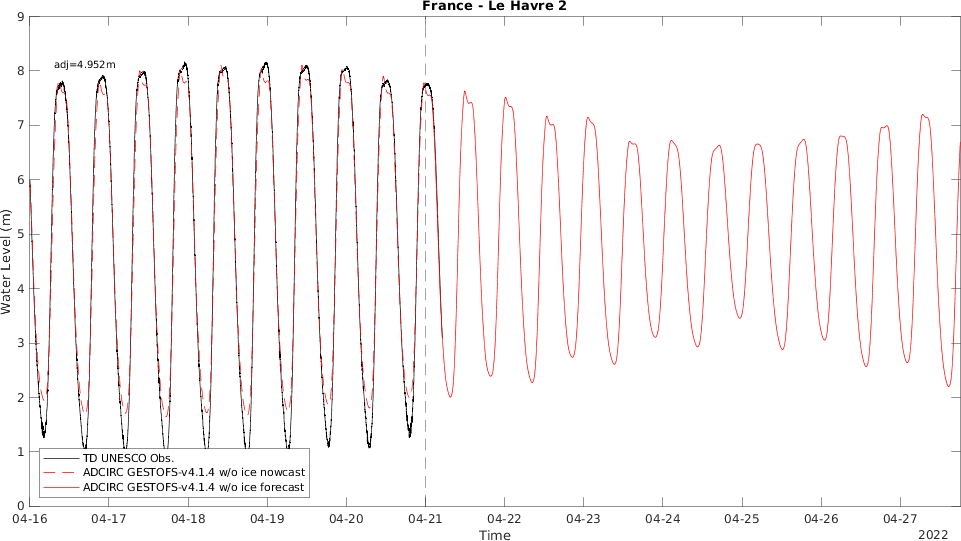 France - Le Havre 2
adj=4.952m
9
8
7
6
5
4
3
2
1
0
Water Level (m)
TD UNESCO Obs.
ADCIRC GESTOFS-v4.1.4 w/o ice nowcast
ADCIRC GESTOFS-v4.1.4 w/o ice forecast
04-16 04-17 04-18 04-19 04-20 04-21 04-22 04-23 04-24 04-25 04-26 04-27
Time
2022